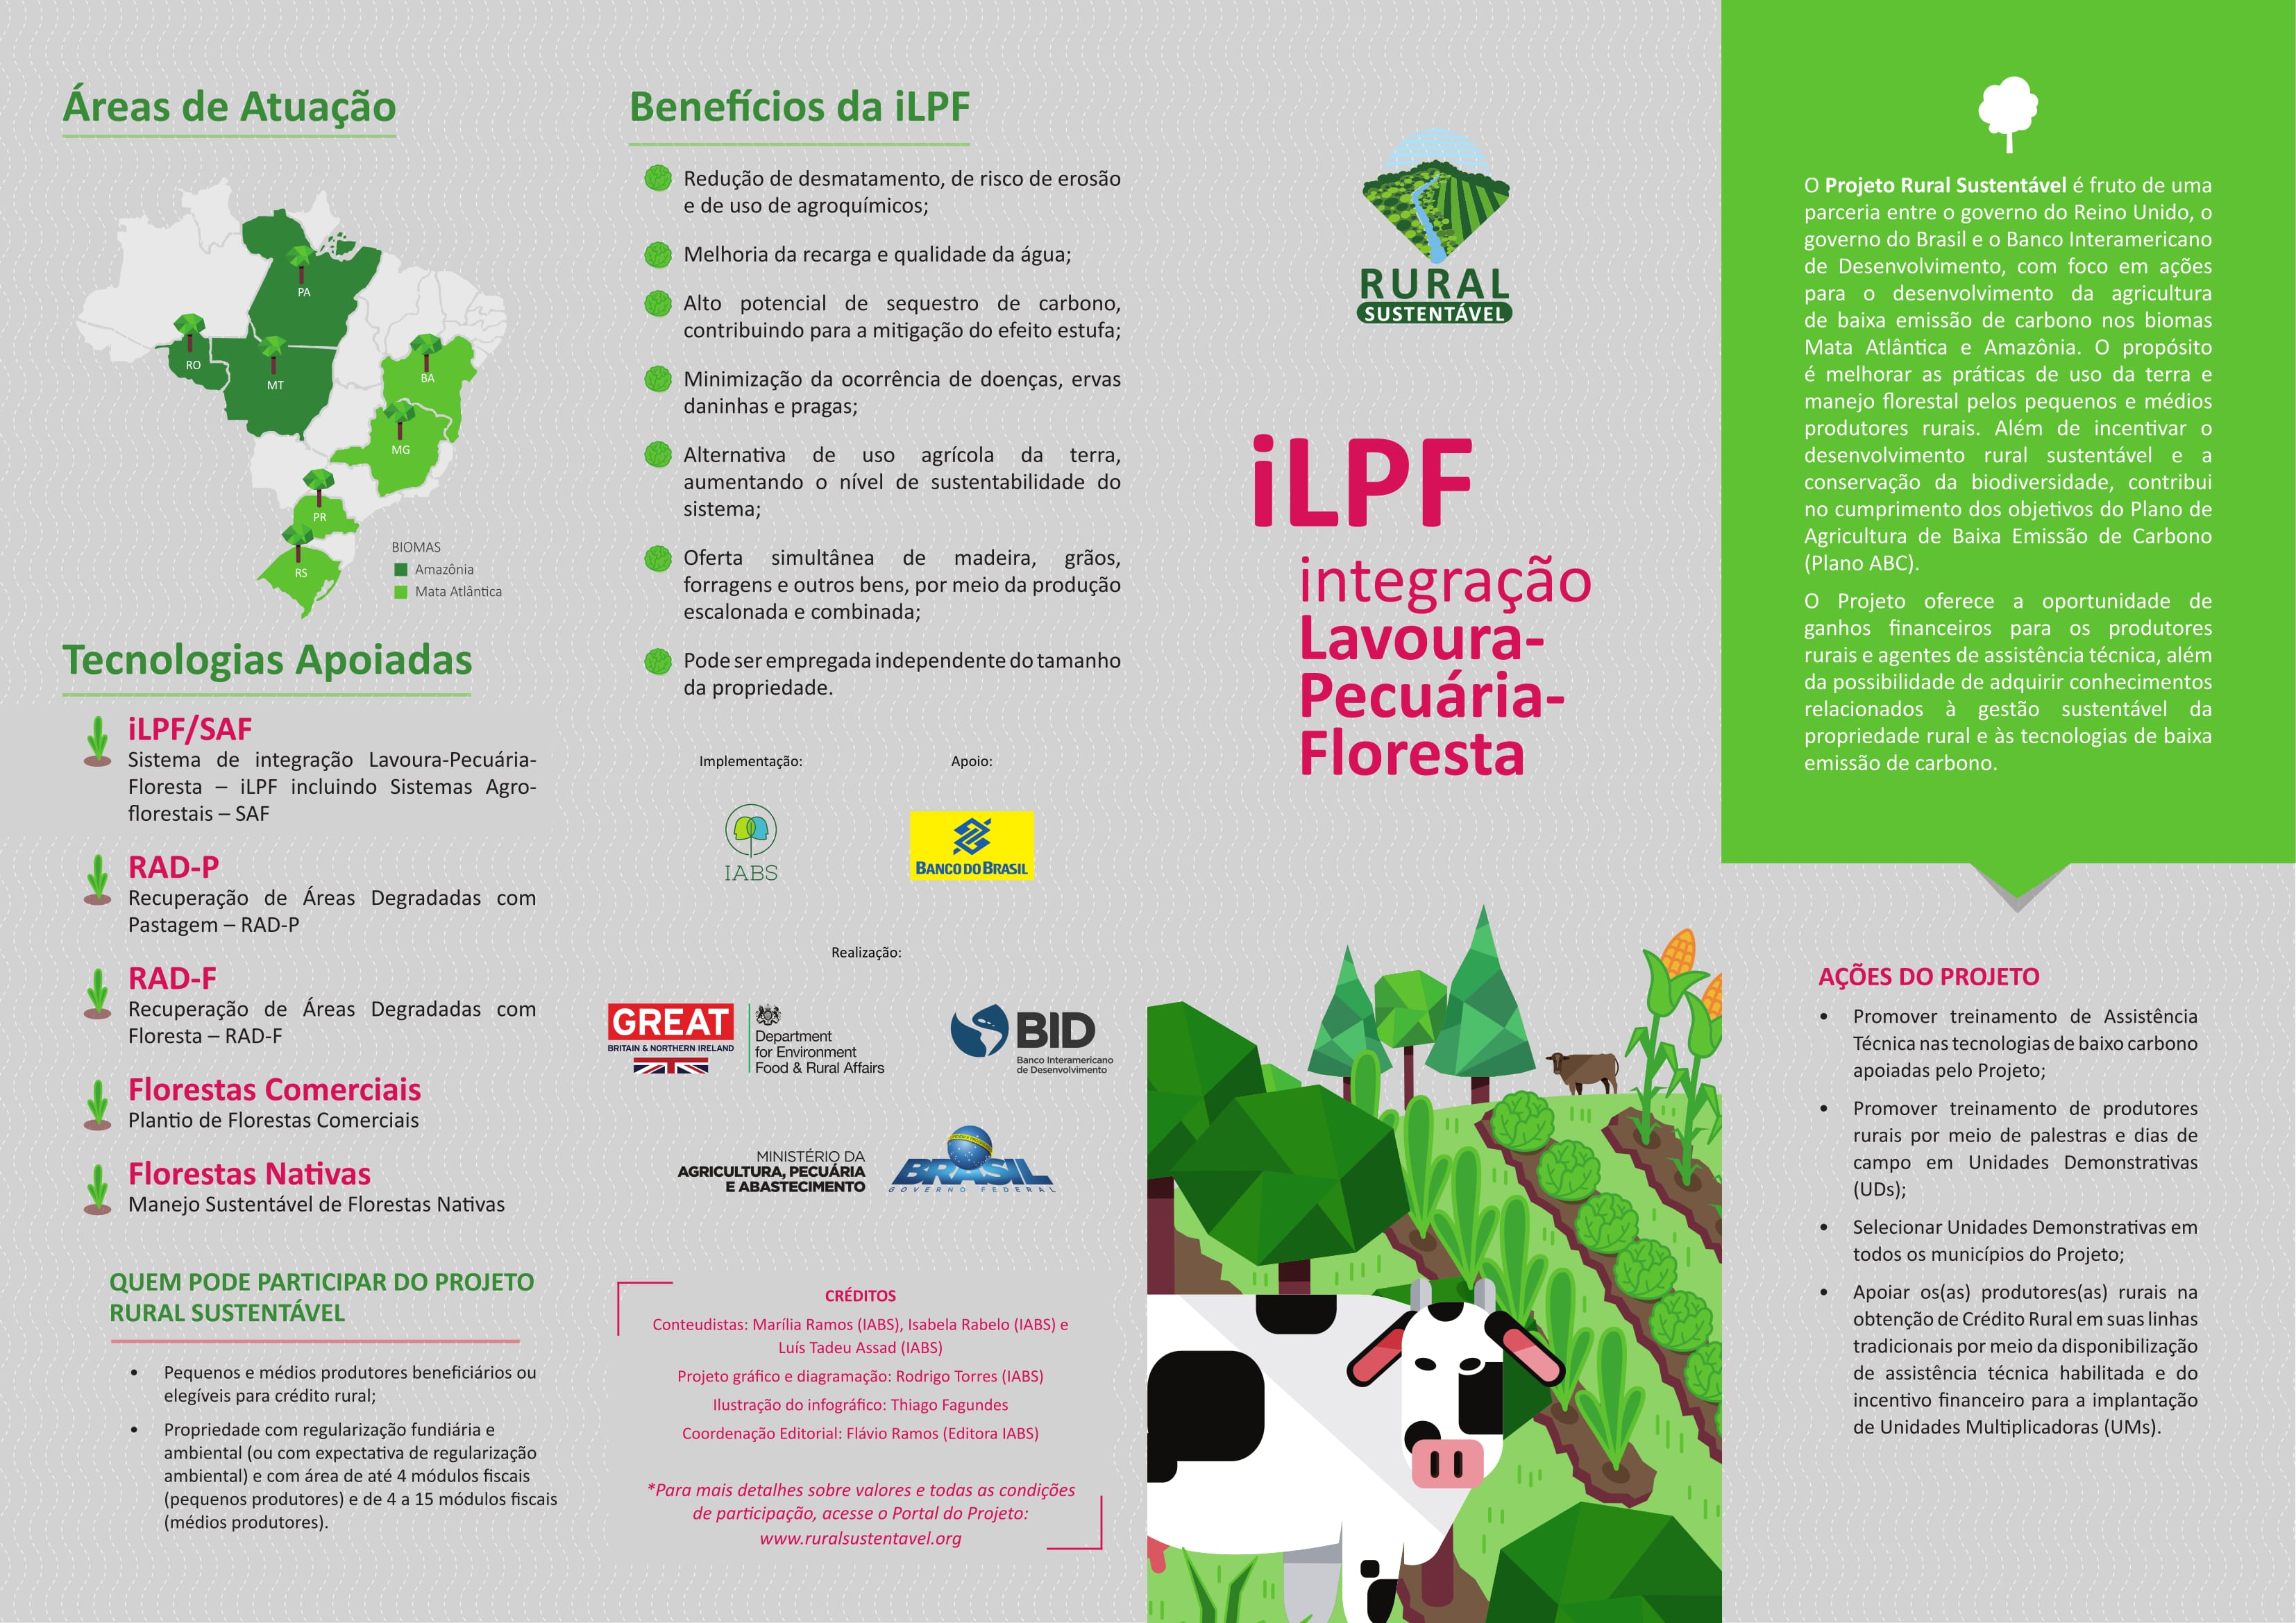 Áreas de Atuação
PA
RO
MT
BA
MG
PR
RS
BIOMAS
Amazônia
Mata Atlântica
Tecnologias Apoiadas
iLPF/SAF
Sistema de integração Lavoura-Pecuária-
Floresta – iLPF incluindo Sistemas Agro-
florestais – SAF
RAD-P
Recuperação de Áreas Degradadas com
Pastagem – RAD-P
RAD-F
Recuperação de Áreas Degradadas com
Floresta – RAD-F
Florestas Comerciais
Plantio de Florestas Comerciais
Florestas Nativas
Manejo Sustentável de Florestas Nativas
QUEM PODE PARTICIPAR DO PROJETO
RURAL SUSTENTÁVEL
• Pequenos e médios produtores beneficiários ou
elegíveis para crédito rural;
• Propriedade com regularização fundiária e
ambiental (ou com expectativa de regularização
ambiental) e com área de até 4 módulos fiscais
(pequenos produtores) e de 4 a 15 módulos fiscais
(médios produtores).
Benefícios da iLPF
Redução de desmatamento, de risco de erosão
e de uso de agroquímicos;
Melhoria da recarga e qualidade da água;
Alto potencial de sequestro de carbono,
contribuindo para a mitigação do efeito estufa;
Minimização da ocorrência de doenças, ervas
daninhas e pragas;
Alternativa de uso agrícola da terra,
aumentando o nível de sustentabilidade do
sistema;
Oferta simultânea de madeira, grãos,
forragens e outros bens, por meio da produção
escalonada e combinada;
Pode ser empregada independente do tamanho
da propriedade.
Implementação:
IABS
Apoio:
BANCO DO BRASIL
Realização:
GREAT
BRITAIN & NORTHERN IRELAND
Department
for Environment
Food & Rural Affairs
BID
Banco Interamericano
de Desenvolvimento
MINISTÉRIO DA
AGRICULTURA, PECUÁRIA
E ABASTECIMENTO
BRASIL
GOVERNO FEDERAL
CRÉDITOS
Conteudistas: Marília Ramos (IABS), Isabela Rabelo (IABS) e
Luís Tadeu Assad (IABS)
Projeto gráfico e diagramação: Rodrigo Torres (IABS)
Ilustração do infográfico: Thiago Fagundes
Coordenação Editorial: Flávio Ramos (Editora IABS)
*Para mais detalhes sobre valores e todas as condições
de participação, acesse o Portal do Projeto:
www.ruralsustentavel.org
RURAL
SUSTENTÁVEL
iLPF
integração
Lavoura-
Pecuária-
Floresta
O Projeto Rural Sustentável é fruto de uma
parceria entre o governo do Reino Unido, o
governo do Brasil e o Banco Interamericano
de Desenvolvimento, com foco em ações
para o desenvolvimento da agricultura
de baixa emissão de carbono nos biomas
Mata Atlântica e Amazônia. O propósito
é melhorar as práticas de uso da terra e
manejo florestal pelos pequenos e médios
produtores rurais. Além de incentivar o
desenvolvimento rural sustentável e a
conservação da biodiversidade, contribui
no cumprimento dos objetivos do Plano de
Agricultura de Baixa Emissão de Carbono
(Plano ABC).
O Projeto oferece a oportunidade de
ganhos financeiros para os produtores
rurais e agentes de assistência técnica, além
da possibilidade de adquirir conhecimentos
relacionados à gestão sustentável da
propriedade rural e às tecnologias de baixa
emissão de carbono.
AÇÕES DO PROJETO
• Promover treinamento de Assistência
Técnica nas tecnologias de baixo carbono
apoiadas pelo Projeto;
• Promover treinamento de produtores
rurais por meio de palestras e dias de
campo em Unidades Demonstrativas
(UDs);
• Selecionar Unidades Demonstrativas em
todos os municípios do Projeto;
• Apoiar os(as) produtores(as) rurais na
obtenção de Crédito Rural em suas linhas
tradicionais por meio da disponibilização
de assistência técnica habilitada e do
incentivo financeiro para a implantação
de Unidades Multiplicadoras (UMs).